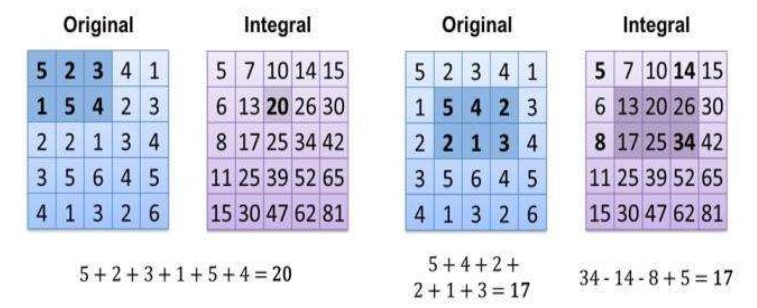 Original Integral Original Integral
5 2 3 4 1 5 7 10 14 15 5 2 3 4 1 5 7 10 14 15
1 5 4 2 3 6 13 20 26 30 1 5 4 2 3 6 13 20 26 30
2 2 1 3 4 8 17 25 34 42 2 2 1 3 4 8 17 25 34 42
3 5 6 4 5 11 25 39 52 65 3 5 6 4 5 11 25 39 52 65
4 1 3 2 6 15 30 47 62 81 4 1 3 2 6 15 30 47 62 81
5 + 2 + 3 + 1 + 5 + 4 = 20
5 + 4 + 2 +
2 + 1 + 3 = 17
34 - 14 - 8 + 5 = 17